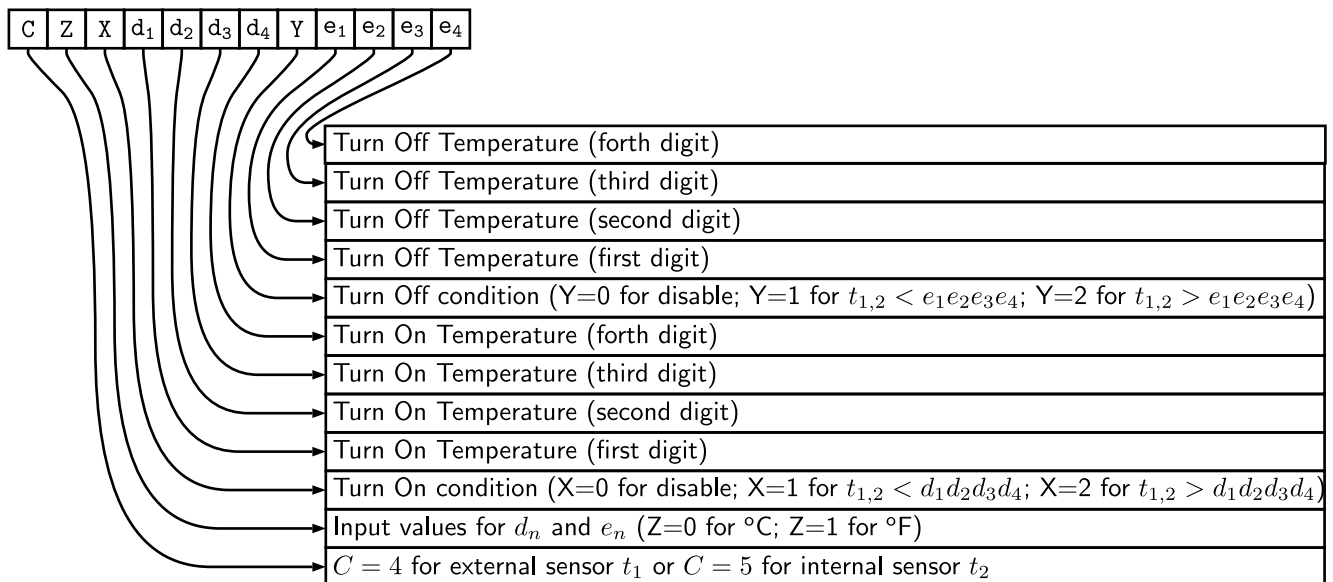 C Z X d₁ d₂ d₃ d₄ Y e₁ e₂ e₃ e₄
Turn Off Temperature (forth digit)
Turn Off Temperature (third digit)
Turn Off Temperature (second digit)
Turn Off Temperature (first digit)
Turn Off condition (Y=0 for disable; Y=1 for t₁,₂ < e₁e₂e₃e₄; Y=2 for t₁,₂ > e₁e₂e₃e₄)
Turn On Temperature (forth digit)
Turn On Temperature (third digit)
Turn On Temperature (second digit)
Turn On Temperature (first digit)
Turn On condition (X=0 for disable; X=1 for t₁,₂ < d₁d₂d₃d₄; X=2 for t₁,₂ > d₁d₂d₃d₄)
Input values for dₙ and eₙ (Z=0 for °C; Z=1 for °F)
C = 4 for external sensor t₁ or C = 5 for internal sensor t₂